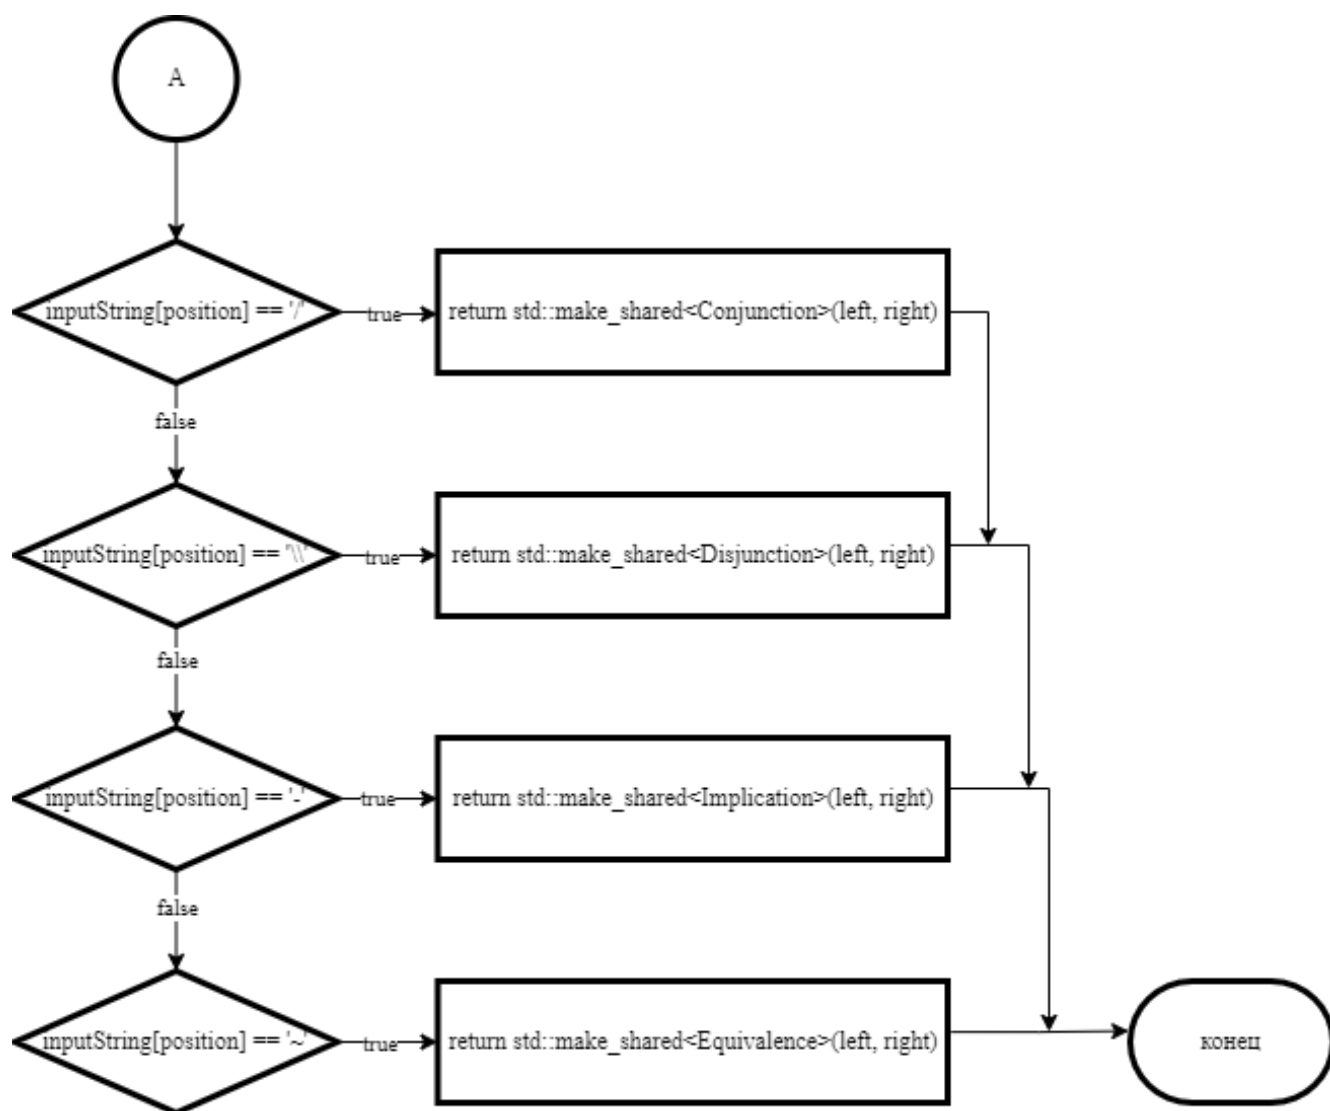 A
inputString[position] == '/'
true
return std::make_shared<Conjunction>(left, right)
false
inputString[position] == '\\'
true
return std::make_shared<Disjunction>(left, right)
false
inputString[position] == '-'
true
return std::make_shared<Implication>(left, right)
false
inputString[position] == '~'
true
return std::make_shared<Equivalence>(left, right)
конец